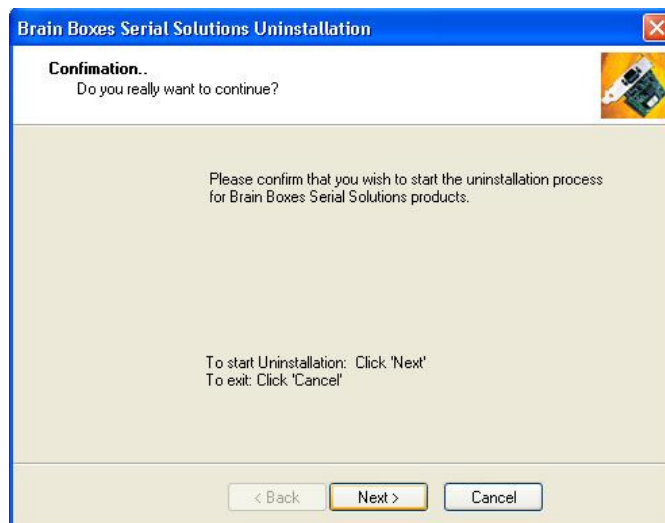 Brain Boxes Serial Solutions Uninstallation
Confimation..
Do you really want to continue?
Please confirm that you wish to start the uninstallation process
for Brain Boxes Serial Solutions products.
To start Uninstallation: Click 'Next'
To exit: Click 'Cancel'
< Back Next > Cancel